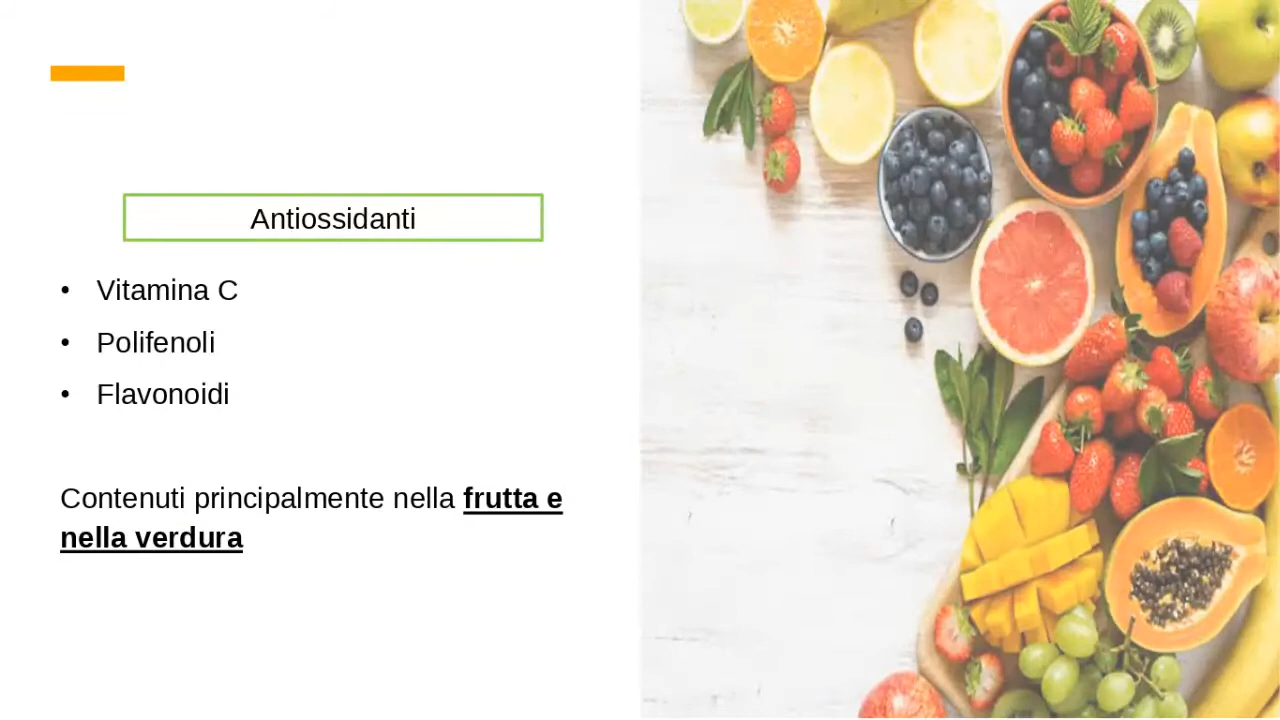 Antiossidanti
• Vitamina C
• Polifenoli
• Flavonoidi
Contenuti principalmente nella frutta e
nella verdura